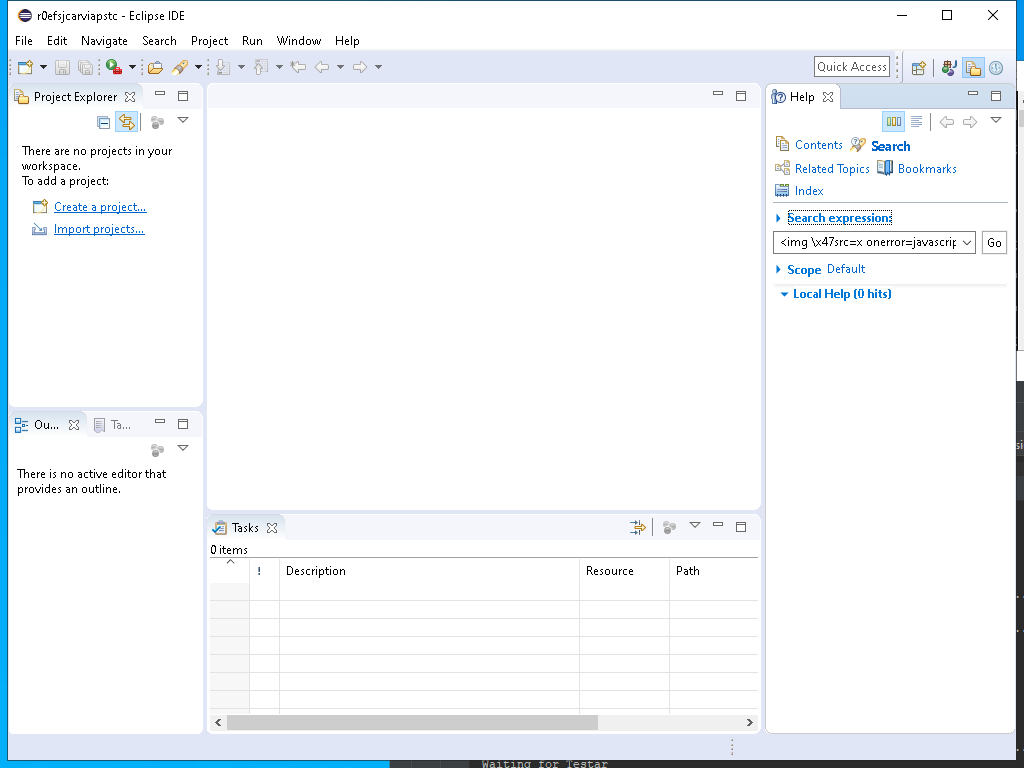 r0efsjcarviapstc - Eclipse IDE
File Edit Navigate Search Project Run Window Help
Quick Access
Project Explorer
There are no projects in your
workspace.
To add a project:
Create a project...
Import projects...
Ou... Ta...
There is no active editor that
provides an outline.
Tasks
0 items
! Description Resource Path
Help
Contents Search
Related Topics Bookmarks
Index
Search expression:
<img \x47src=x onerror=javascrip Go
Scope Default
Local Help (0 hits)
Waiting for Testar